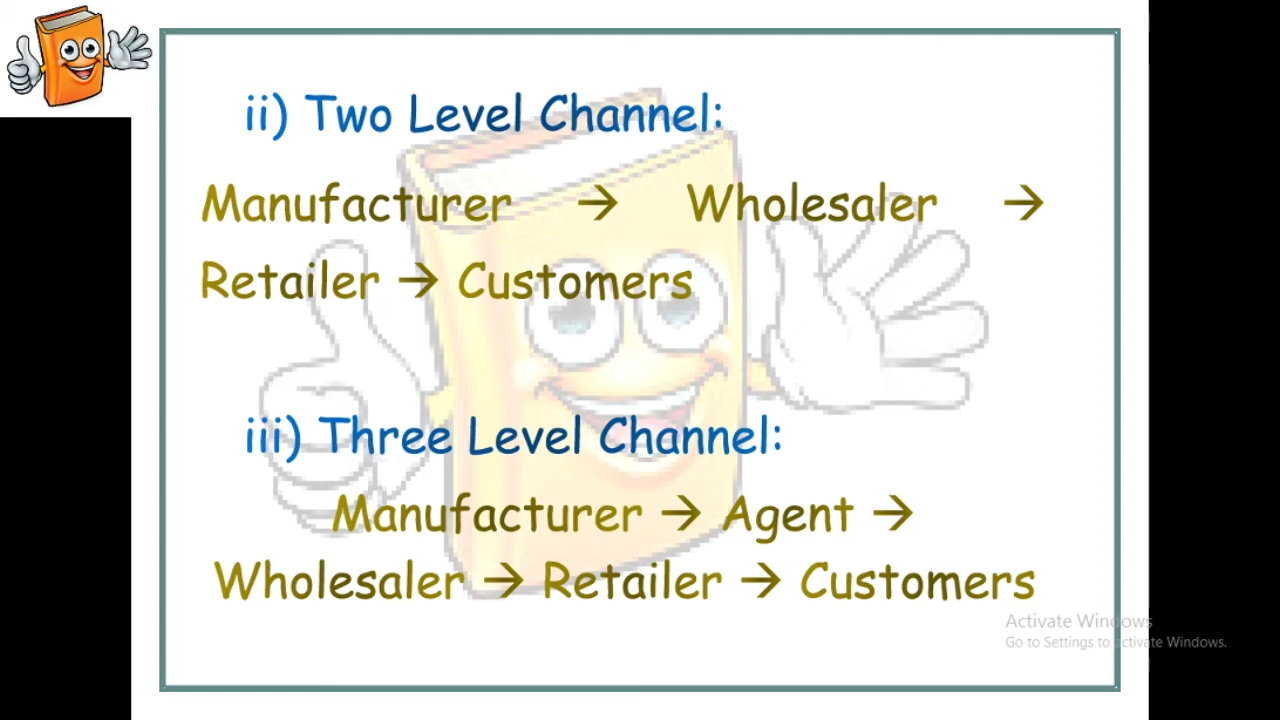 ii) Two Level Channel:
Manufacturer → Wholesaler →
Retailer → Customers
iii) Three Level Channel:
Manufacturer → Agent →
Wholesaler → Retailer → Customers
Activate Windows
Go to Settings to activate Windows.